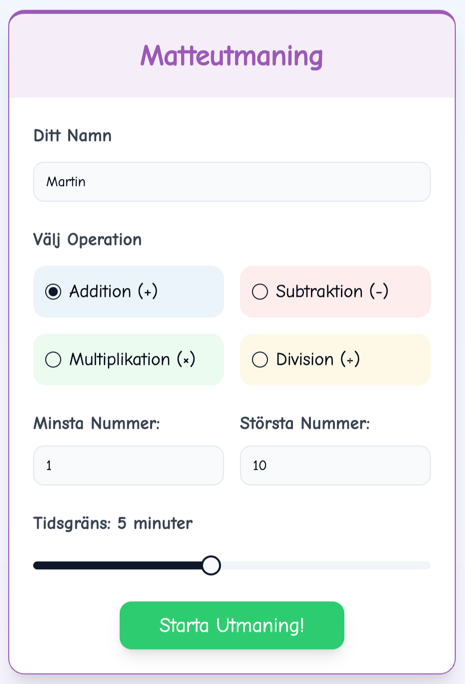 Matteutmaning
Ditt Namn
Martin
Välj Operation
Addition (+)
Subtraktion (-)
Multiplikation (×)
Division (÷)
Minsta Nummer:
Största Nummer:
1
10
Tidsgräns: 5 minuter
Starta Utmaning!